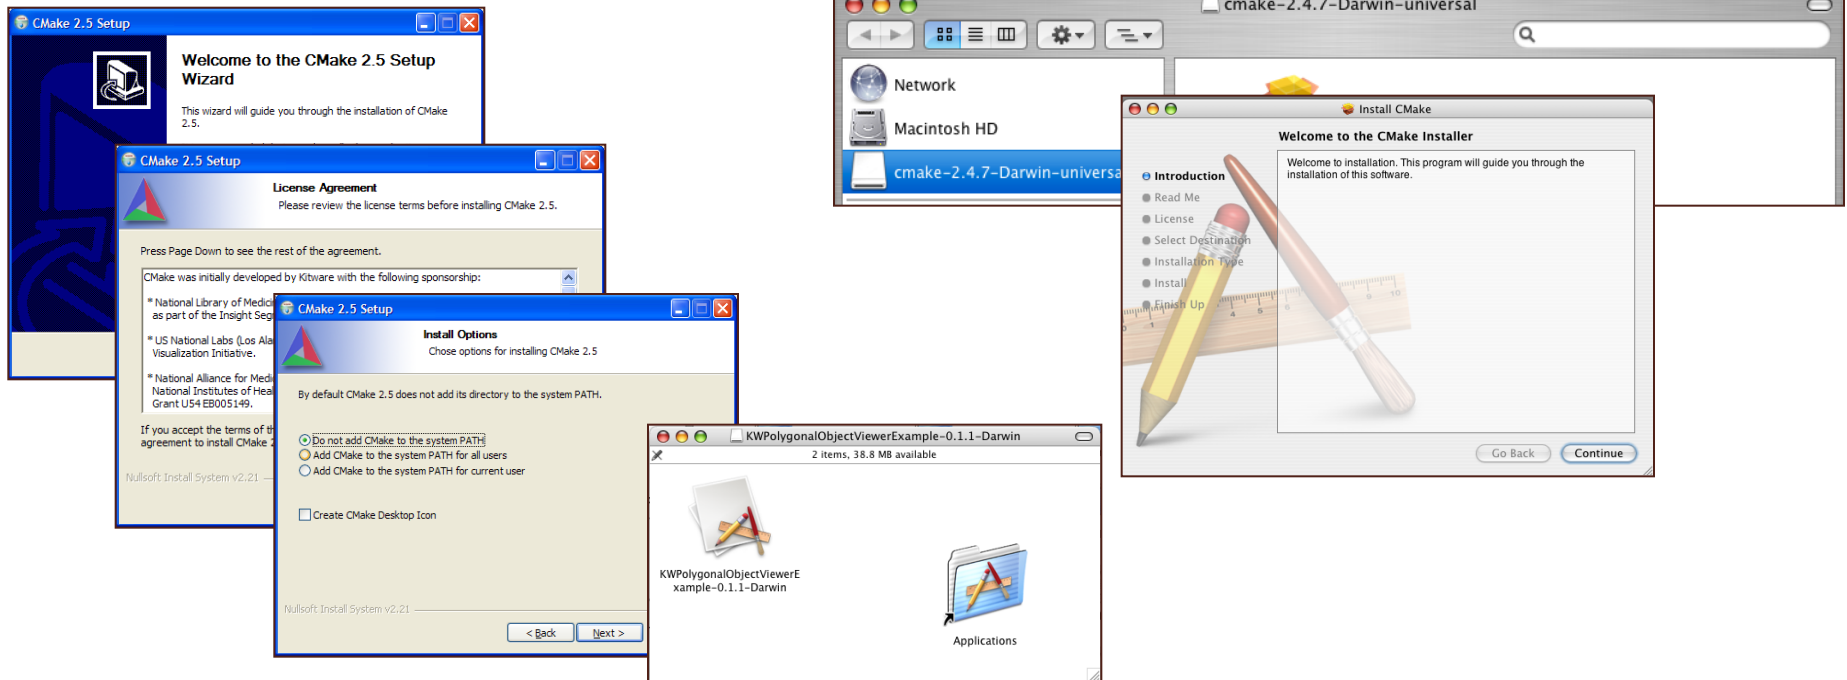 CMake 2.5 Setup
Welcome to the CMake 2.5 Setup
Wizard
This wizard will guide you through the installation of CMake
2.5.
CMake 2.5 Setup
License Agreement
Please review the license terms before installing CMake 2.5.
Press Page Down to see the rest of the agreement.
CMake was initially developed by Kitware with the following sponsorship:
* National Library of Medici
as part of the Insight Seg
* US National Labs (Los Ala
Visualization Initiative.
* National Alliance for Medi
National Institutes of Heal
Grant U54 EB005149.
If you accept the terms of th
agreement to install CMake 2
Nullsoft Install System v2.21
CMake 2.5 Setup
Install Options
Chose options for installing CMake 2.5
By default CMake 2.5 does not add its directory to the system PATH.
Do not add CMake to the system PATH
Add CMake to the system PATH for all users
Add CMake to the system PATH for current user
Create CMake Desktop Icon
Nullsoft Install System v2.21
< Back
Next >
KWPolygonalObjectViewerExample-0.1.1-Darwin
2 items, 38.8 MB available
KWPolygonalObjectViewerE
xample-0.1.1-Darwin
Applications
cmake-2.4.7-Darwin-universal
Network
Macintosh HD
cmake-2.4.7-Darwin-universa
Install CMake
Welcome to the CMake Installer
Welcome to installation. This program will guide you through the
installation of this software.
Introduction
Read Me
License
Select Destination
Installation Type
Install
Finish Up
Go Back
Continue